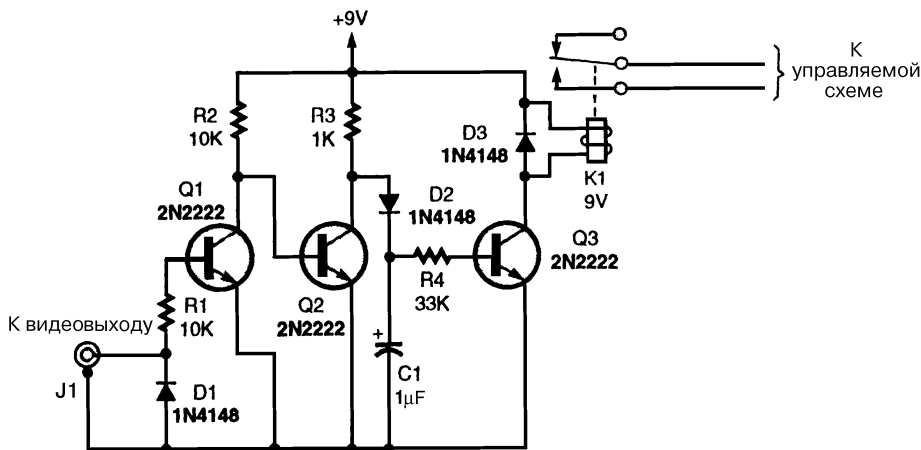 +9V
К
управляемой
схеме
R2
10K
R3
1K
D3
1N4148
K1
9V
Q1
2N2222
D2
1N4148
Q3
2N2222
R4
33K
Q2
2N2222
R1
10K
К видеовыходу
J1
D1
1N4148
+
C1
1µF